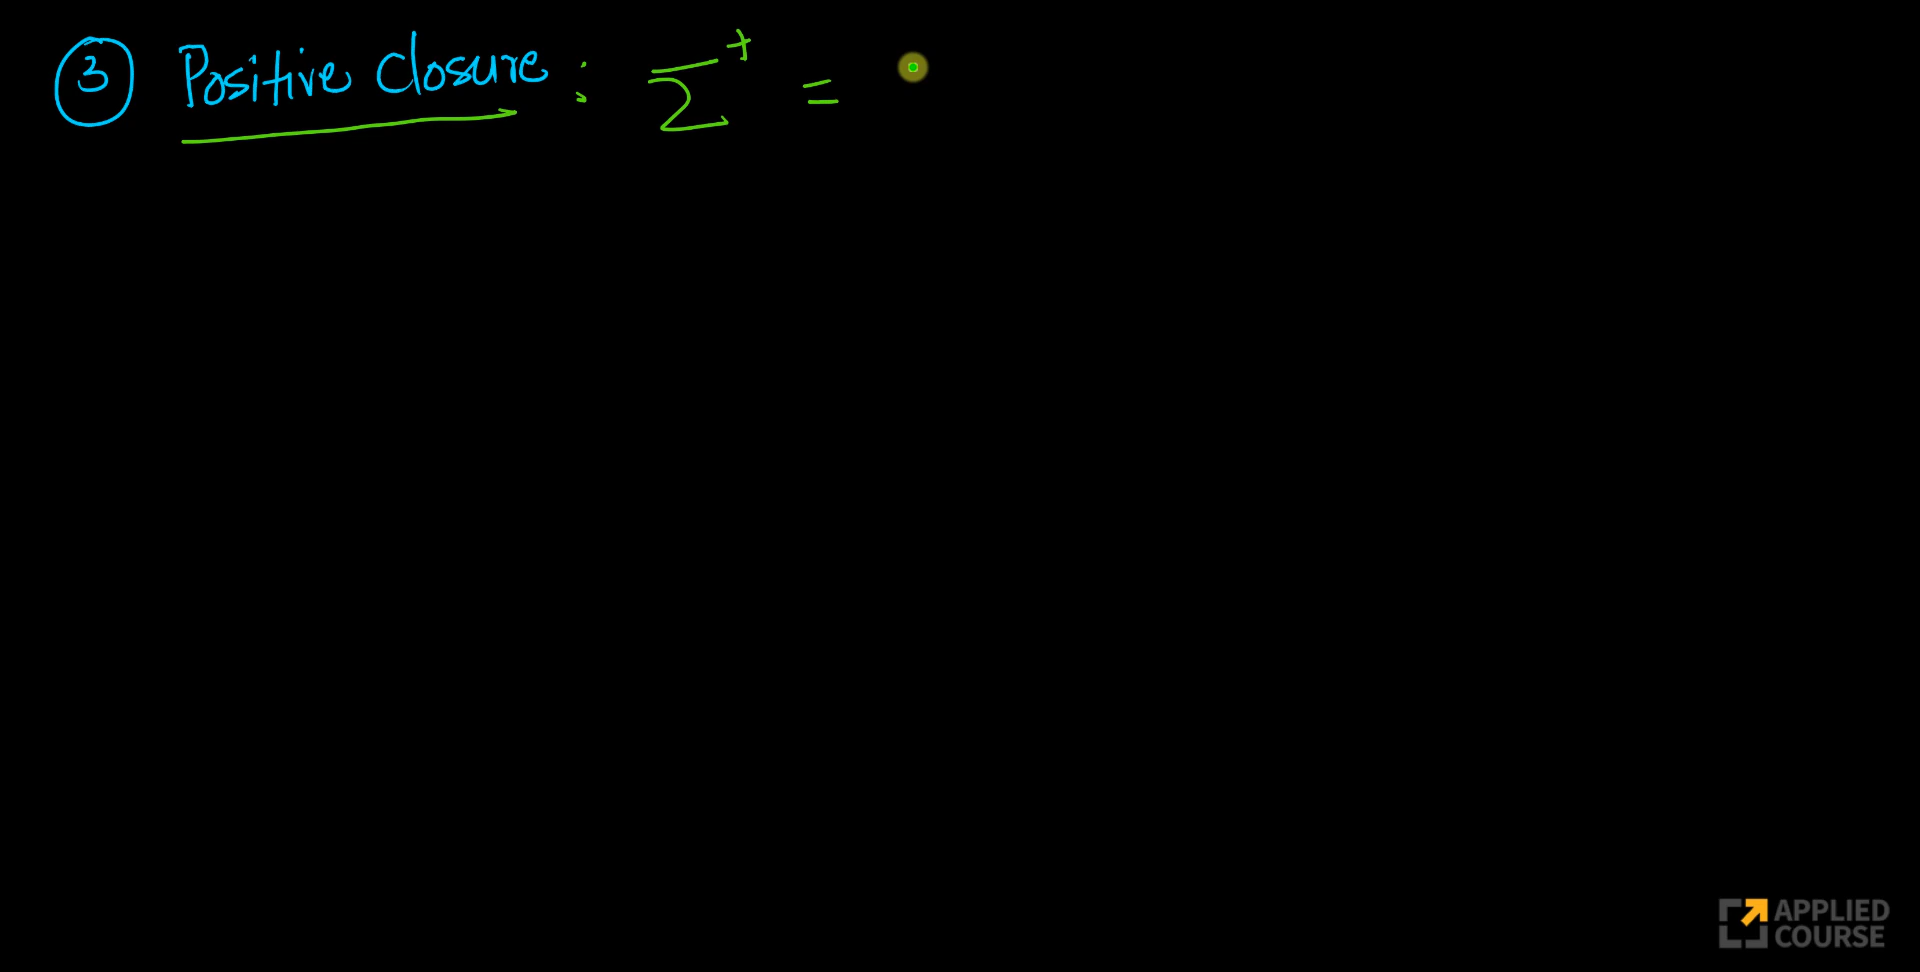 3 Positive Closure : Σ⁺ =
APPLIED
COURSE